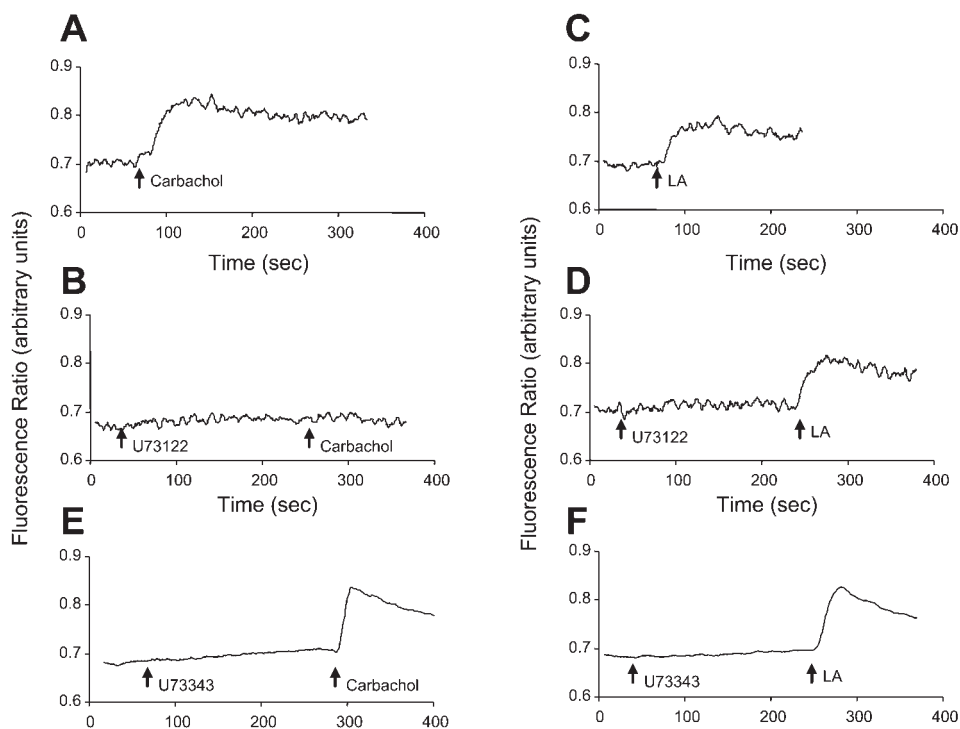 A
0.9
0.8
0.7
0.6
Carbachol
0 100 200 300 400
Time (sec)
B
0.9
0.8
0.7
0.6
U73122
Carbachol
0 100 200 300 400
Time (sec)
E
0.9
0.8
0.7
0.6
U73343
Carbachol
0 100 200 300 400
Fluorescence Ratio (arbitrary units)
C
0.9
0.8
0.7
0.6
LA
0 100 200 300 400
Time (sec)
D
0.9
0.8
0.7
0.6
U73122
LA
0 100 200 300 400
Time (sec)
F
0.9
0.8
0.7
0.6
U73343
LA
0 100 200 300 400
Fluorescence Ratio (arbitrary units)